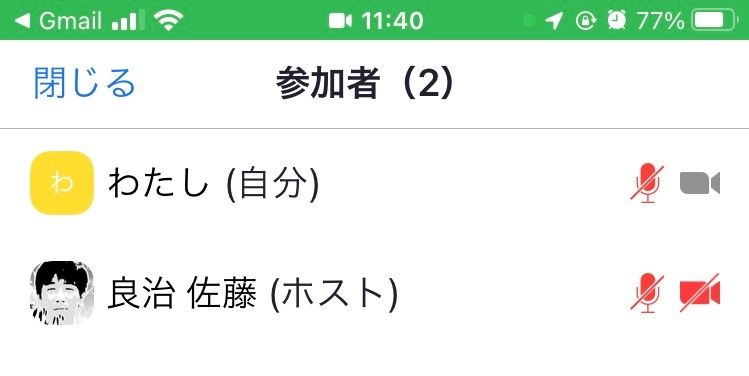 ◀ Gmail 11:40 77%
閉じる 参加者（2）
わ わたし (自分)
良治 佐藤 (ホスト)